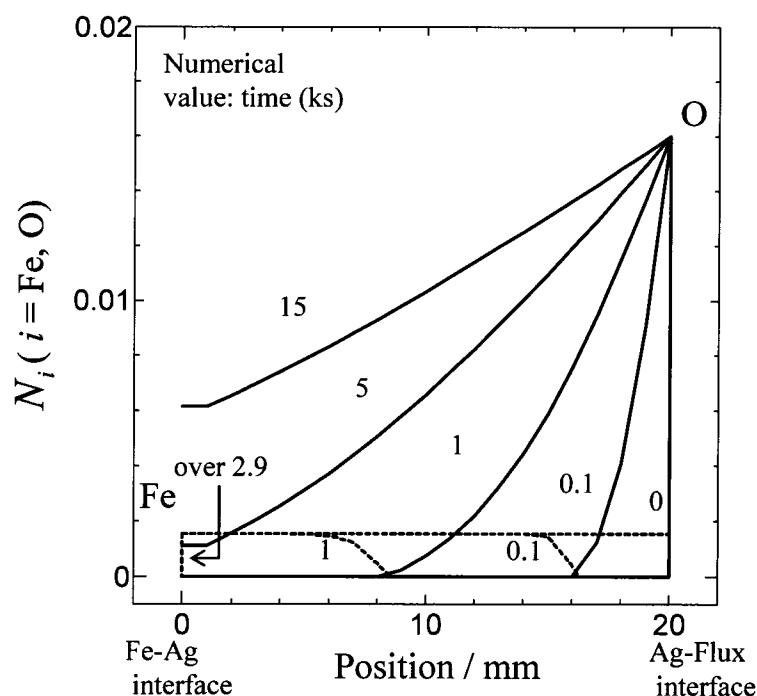 0.02
Numerical
value: time (ks)
O
N_i ( i = Fe, O)
0.01
15
5
1
0.1
0
over 2.9
Fe
1
0.1
0
0
10
20
Fe-Ag
interface
Position / mm
Ag-Flux
interface